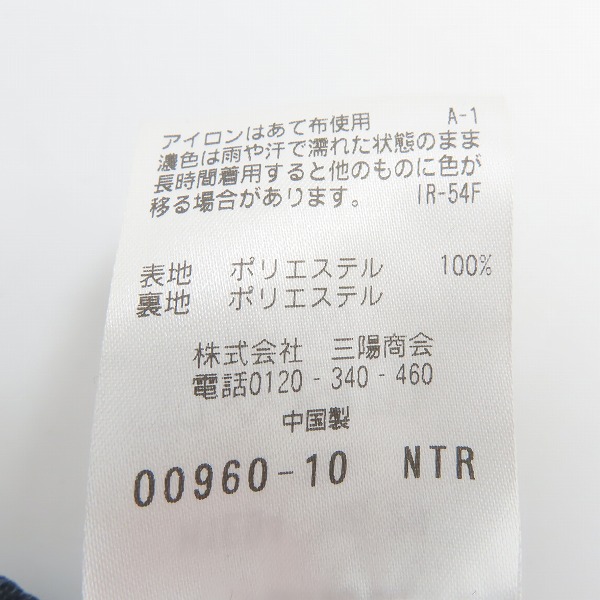 アイロンはあて布使用 A-1
濃色は雨や汗で濡れた状態のまま
長時間着用すると他のものに色が
移る場合があります。 IR-54F
表地 ポリエステル 100%
裏地 ポリエステル
株式会社 三陽商会
電話0120-340-460
中国製
00960-10 NTR